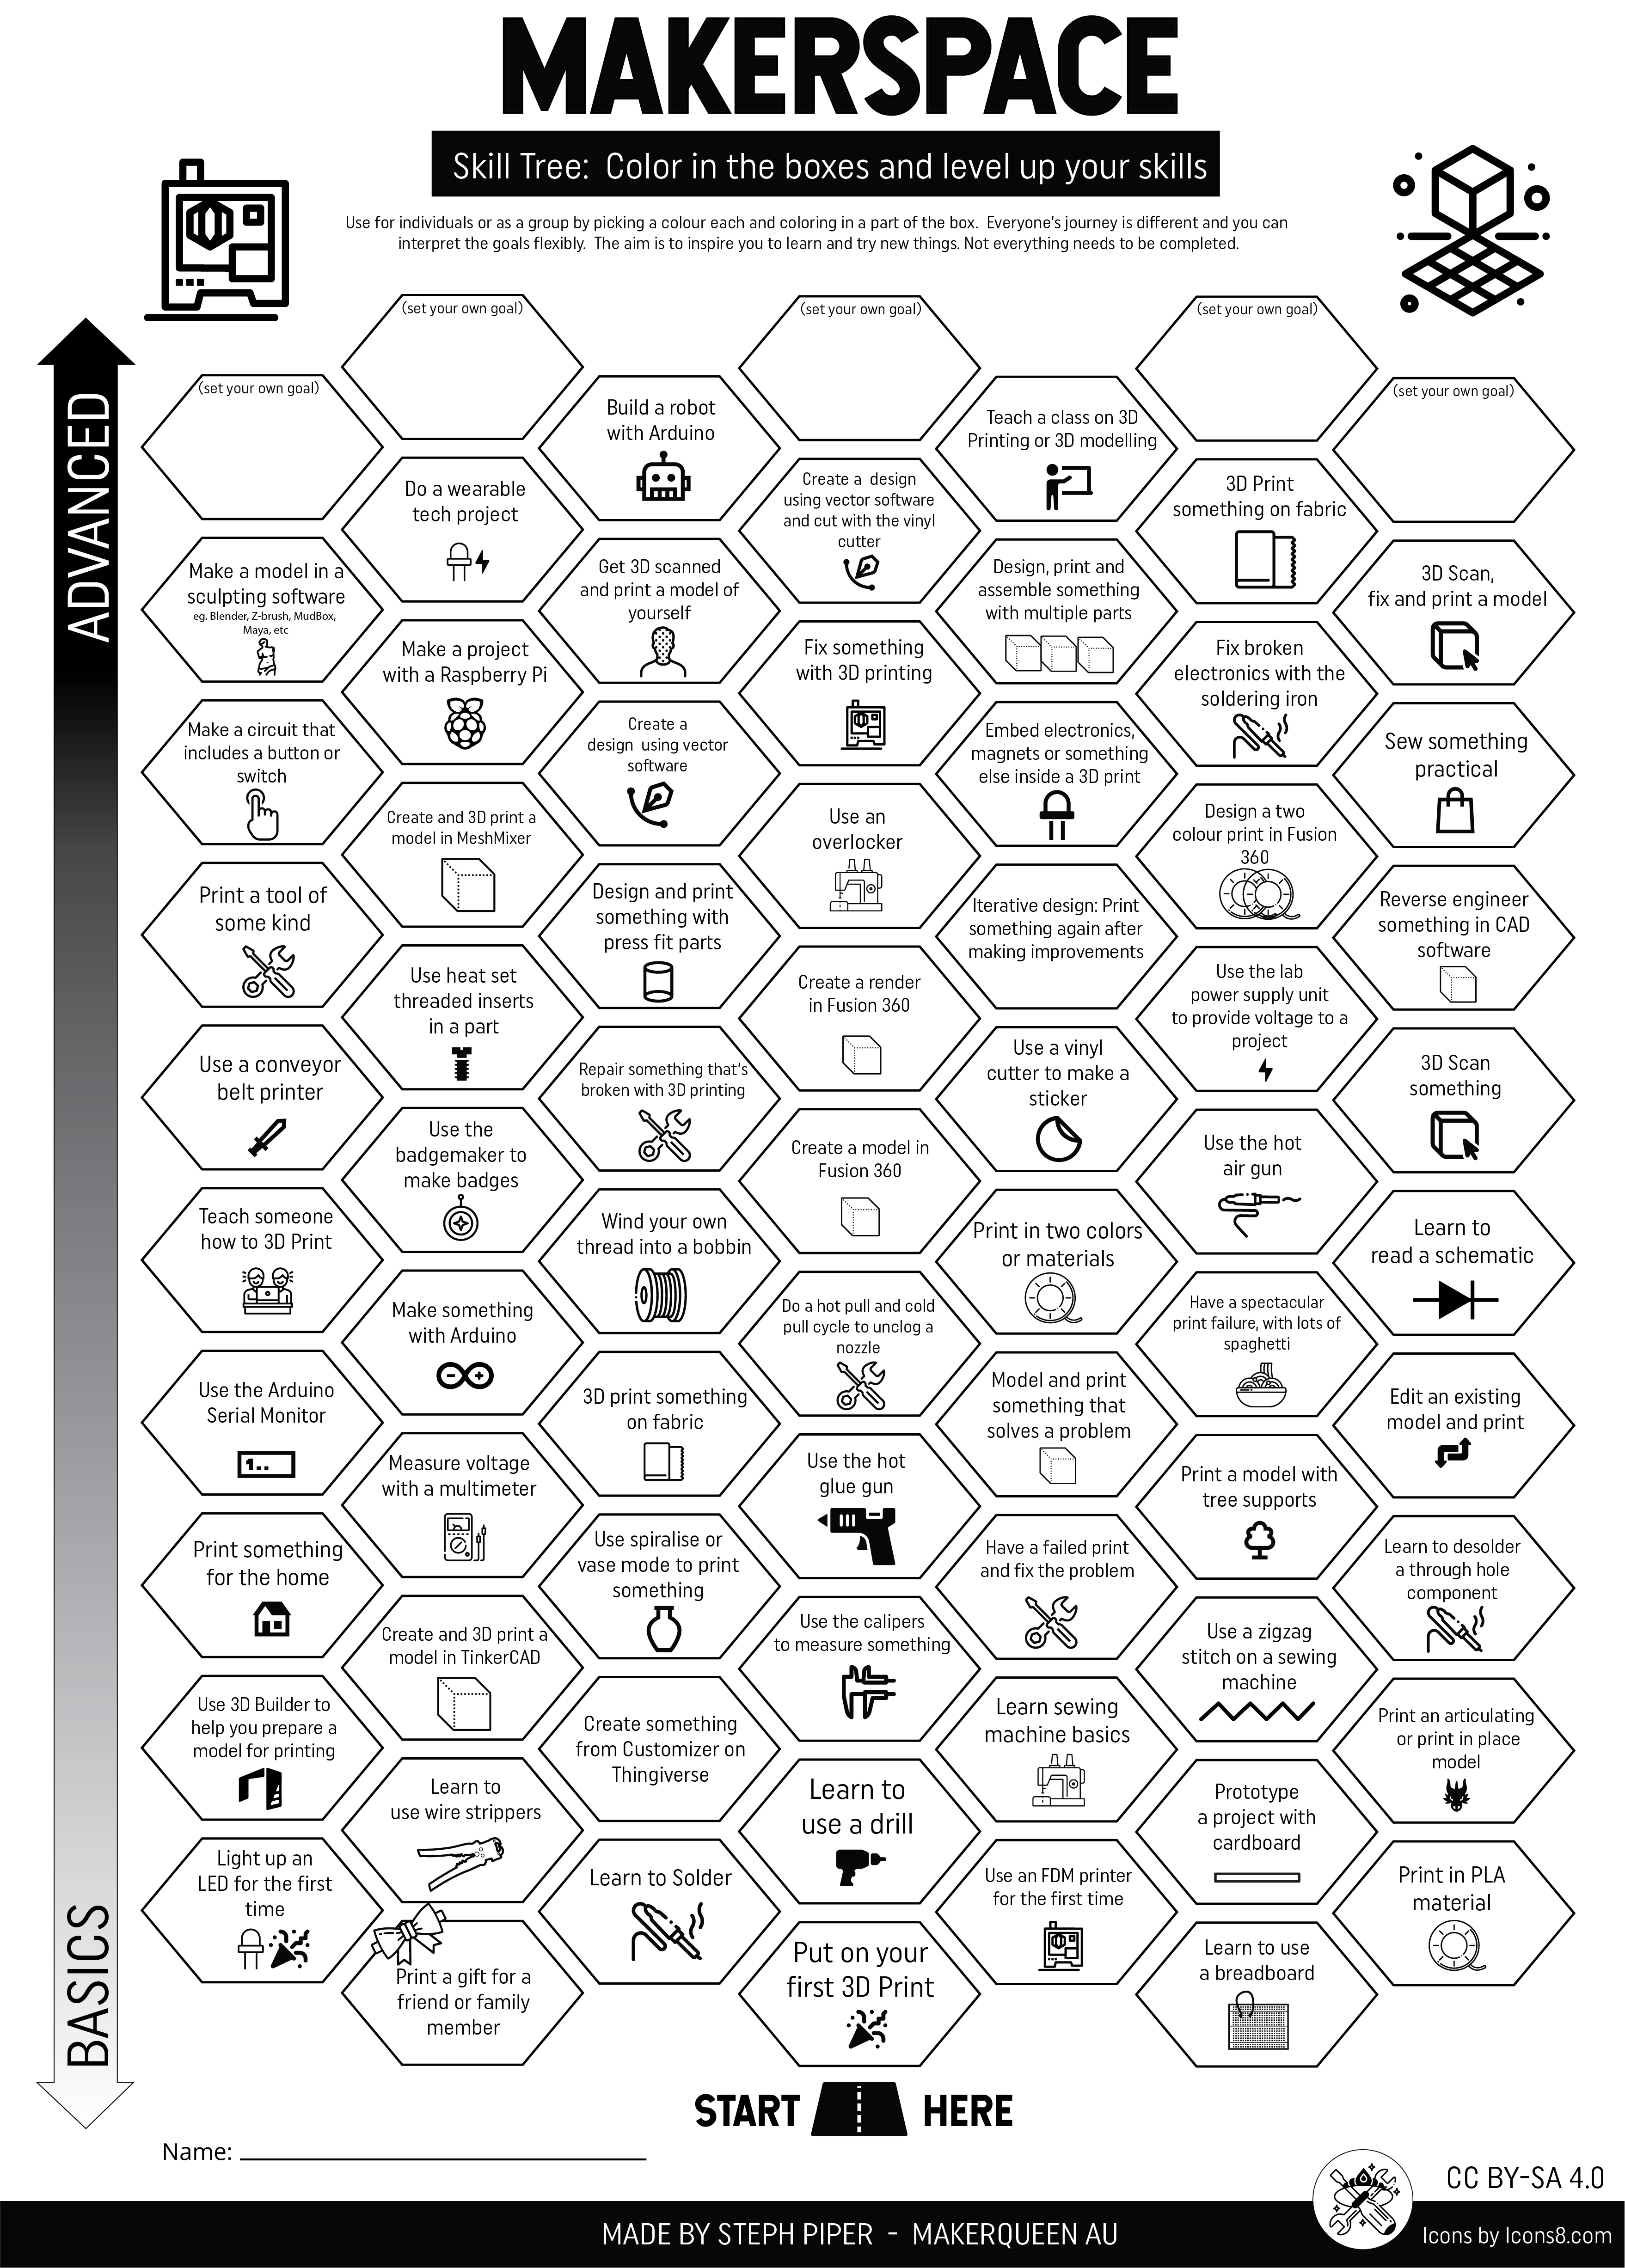 MAKERSPACE
Skill Tree:  Color in the boxes and level up your skills
Use for individuals or as a group by picking a colour each and coloring in a part of the box.  Everyone's journey is different and you can
interpret the goals flexibly.  The aim is to inspire you to learn and try new things. Not everything needs to be completed.
ADVANCED
BASICS
(set your own goal)
Make a model in a
sculpting software
eg. Blender, Z-brush, MudBox,
Maya, etc
Make a circuit that
includes a button or
switch
Print a tool of
some kind
Use a conveyor
belt printer
Teach someone
how to 3D Print
Use the Arduino
Serial Monitor
1..
Print something
for the home
Use 3D Builder to
help you prepare a
model for printing
Light up an
LED for the first
time
(set your own goal)
Do a wearable
tech project
Make a project
with a Raspberry Pi
Create and 3D print a
model in MeshMixer
Use heat set
threaded inserts
in a part
Use the
badgemaker to
make badges
Make something
with Arduino
Measure voltage
with a multimeter
Create and 3D print a
model in TinkerCAD
Learn to
use wire strippers
Print a gift for a
friend or family
member
Build a robot
with Arduino
Get 3D scanned
and print a model of
yourself
Create a
design  using vector
software
Design and print
something with
press fit parts
Repair something that's
broken with 3D printing
Wind your own
thread into a bobbin
3D print something
on fabric
Use spiralise or
vase mode to print
something
Create something
from Customizer on
Thingiverse
Learn to Solder
(set your own goal)
Create a  design
using vector software
and cut with the vinyl
cutter
Fix something
with 3D printing
Use an
overlocker
Create a render
in Fusion 360
Create a model in
Fusion 360
Do a hot pull and cold
pull cycle to unclog a
nozzle
Use the hot
glue gun
Use the calipers
to measure something
Learn to
use a drill
Put on your
first 3D Print
Teach a class on 3D
Printing or 3D modelling
Design, print and
assemble something
with multiple parts
Embed electronics,
magnets or something
else inside a 3D print
Iterative design: Print
something again after
making improvements
Use a vinyl
cutter to make a
sticker
Print in two colors
or materials
Model and print
something that
solves a problem
Have a failed print
and fix the problem
Learn sewing
machine basics
Use an FDM printer
for the first time
(set your own goal)
3D Print
something on fabric
Fix broken
electronics with the
soldering iron
Design a two
colour print in Fusion
360
Use the lab
power supply unit
to provide voltage to a
project
Use the hot
air gun
Have a spectacular
print failure, with lots of
spaghetti
Print a model with
tree supports
Use a zigzag
stitch on a sewing
machine
Prototype
a project with
cardboard
Learn to use
a breadboard
(set your own goal)
3D Scan,
fix and print a model
Sew something
practical
Reverse engineer
something in CAD
software
3D Scan
something
Learn to
read a schematic
Edit an existing
model and print
Learn to desolder
a through hole
component
Print an articulating
or print in place
model
Print in PLA
material
START HERE
Name:
CC BY-SA 4.0
MADE BY STEPH PIPER  -  MAKERQUEEN AU
Icons by Icons8.com